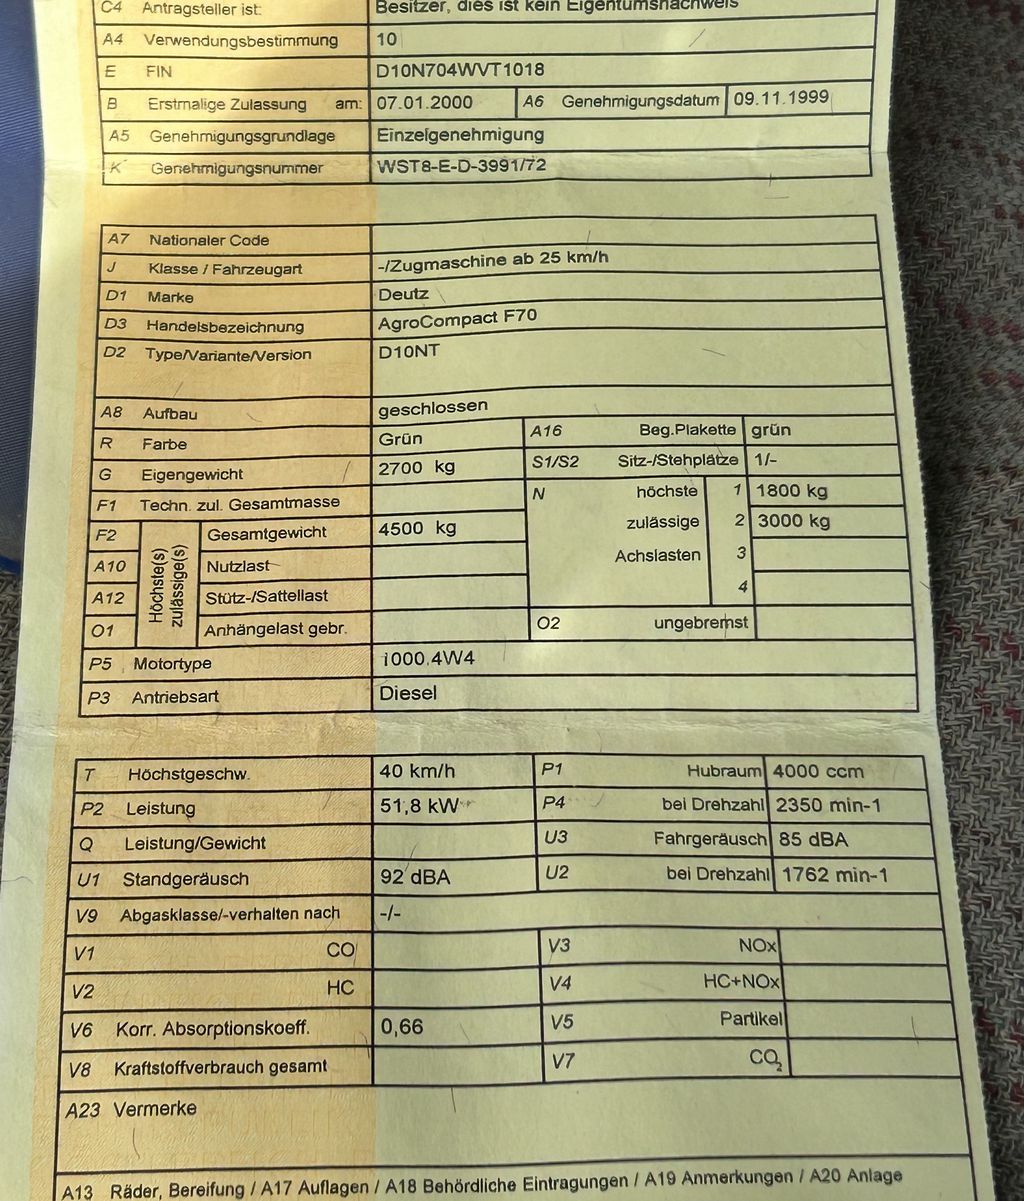 C4 Antragsteller ist: Besitzer, dies ist kein Eigentumsnachweis
A4 Verwendungsbestimmung 10
E FIN D10N704WVT1018
B Erstmalige Zulassung am: 07.01.2000 A6 Genehmigungsdatum 09.11.1999
A5 Genehmigungsgrundlage Einzelgenehmigung
K Genehmigungsnummer WST8-E-D-3991/72
A7 Nationaler Code
J Klasse / Fahrzeugart -/Zugmaschine ab 25 km/h
D1 Marke Deutz
D3 Handelsbezeichnung AgroCompact F70
D2 Type/Variante/Version D10NT
A8 Aufbau geschlossen
R Farbe Grün A16 Beg.Plakette grün
G Eigengewicht 2700 kg S1/S2 Sitz-/Stehplätze 1/-
F1 Techn. zul. Gesamtmasse N höchste 1 1800 kg
F2 Höchste(s) zulässige(s) Gesamtgewicht 4500 kg zulässige 2 3000 kg
A10 Nutzlast Achslasten 3
A12 Stütz-/Sattellast 4
O1 Anhängelast gebr. O2 ungebremst
P5 Motortype 1000.4W4
P3 Antriebsart Diesel
T Höchstgeschw. 40 km/h P1 Hubraum 4000 ccm
P2 Leistung 51,8 kW P4 bei Drehzahl 2350 min-1
Q Leistung/Gewicht U3 Fahrgeräusch 85 dBA
U1 Standgeräusch 92 dBA U2 bei Drehzahl 1762 min-1
V9 Abgasklasse/-verhalten nach -/-
V1 CO V3 NOx
V2 HC V4 HC+NOx
V6 Korr. Absorptionskoeff. 0,66 V5 Partikel
V8 Kraftstoffverbrauch gesamt V7 CO2
A23 Vermerke
A13 Räder, Bereifung / A17 Auflagen / A18 Behördliche Eintragungen / A19 Anmerkungen / A20 Anlage